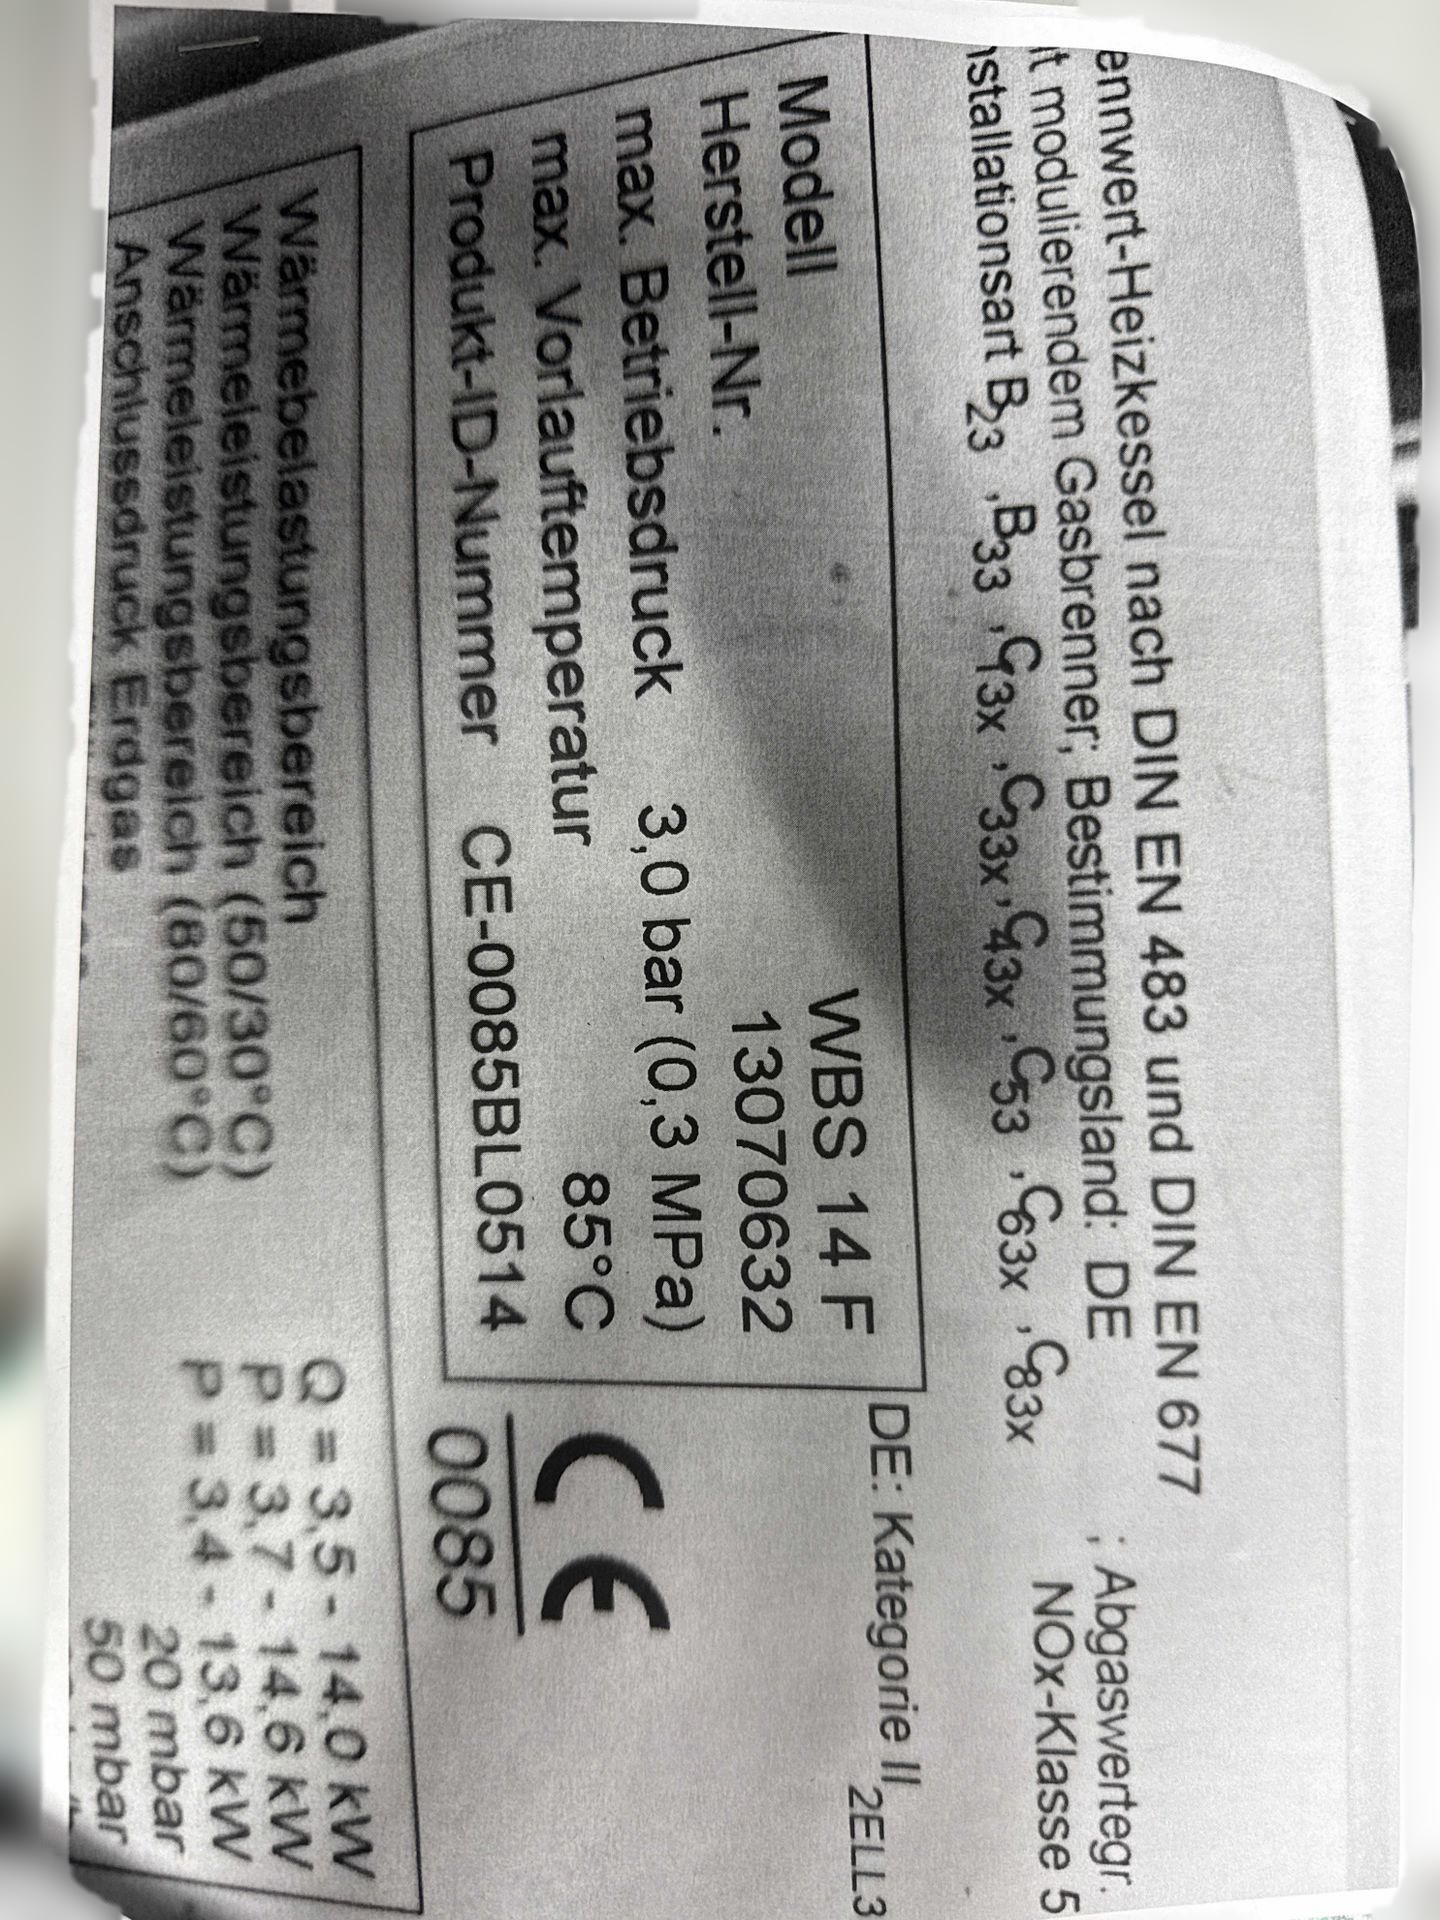 ennwert-Heizkessel nach DIN EN 483 und DIN EN 677
it modulierendem Gasbrenner; Bestimmungsland: DE ; Abgaswertegr.
nstallationsart B23 ,B33 ,C13x ,C33x ,C43x ,C53 ,C63x ,C83x NOx-Klasse 5
DE: Kategorie II2ELL3
Modell WBS 14 F
Herstell-Nr. 13070632
max. Betriebsdruck 3,0 bar (0,3 MPa)
max. Vorlauftemperatur 85°C
Produkt-ID-Nummer CE-0085BL0514
CE
0085
Wärmebelastungsbereich Q = 3,5 - 14,0 kW
Wärmeleistungsbereich (50/30°C) P = 3,7 - 14,6 kW
Wärmeleistungsbereich (80/60°C) P = 3,4 - 13,6 kW
Anschlussdruck Erdgas 20 mbar
50 mbar